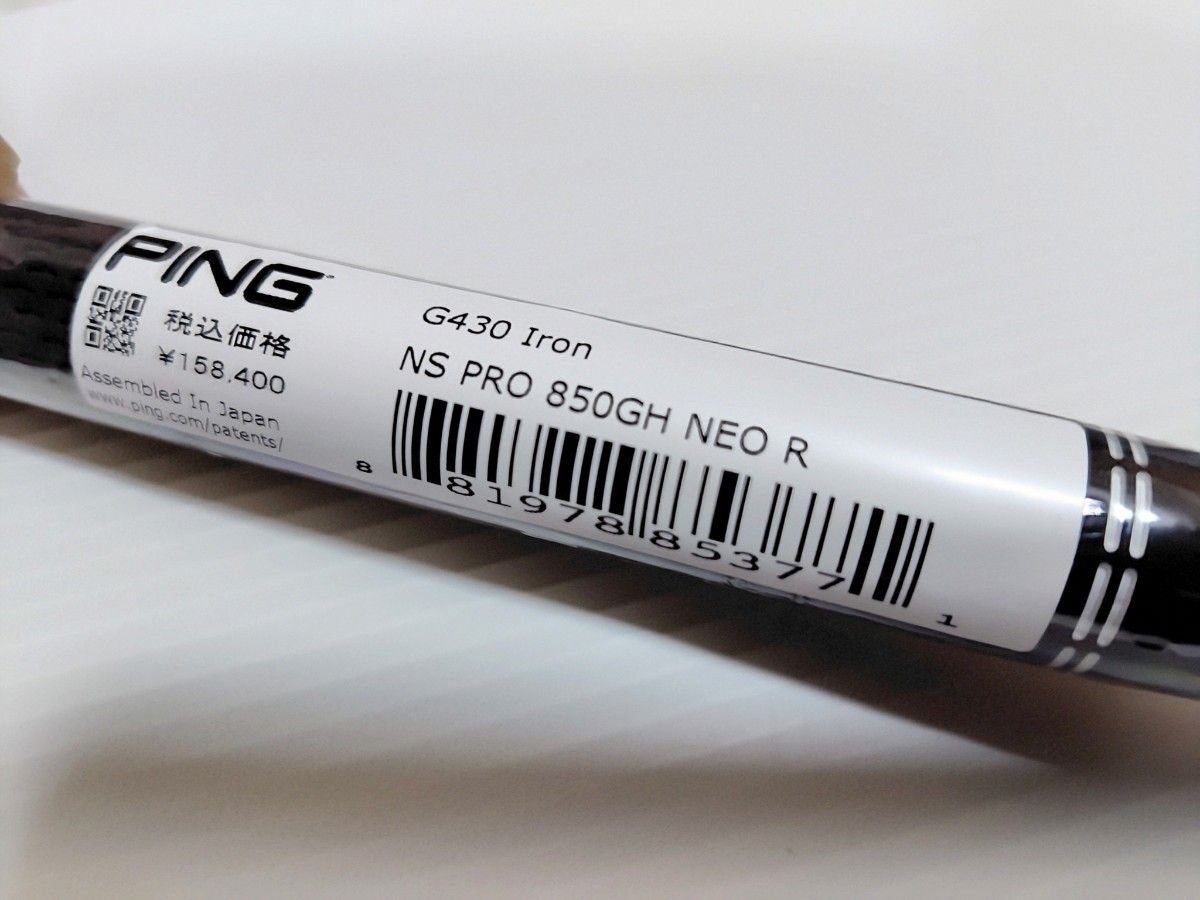 PING
税込価格
¥158,400
Assembled In Japan
www.ping.com/patents/
G430 Iron
NS PRO 850GH NEO R
8 81978 85377 1